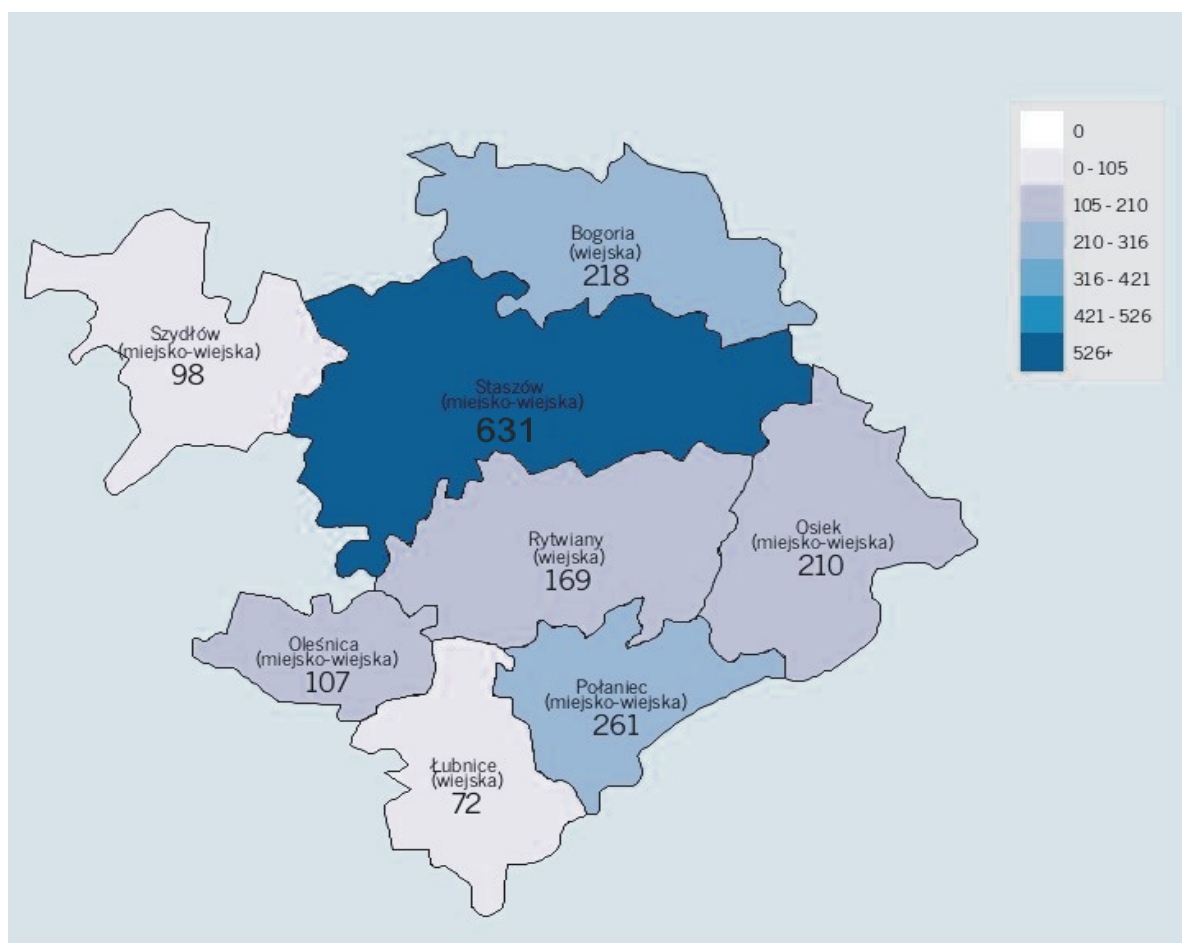 0
0 - 105
105 - 210
210 - 316
316 - 421
421 - 526
526+
Bogoria
(wiejska)
218
Szydłów
(miejsko-wiejska)
98
Staszów
(miejsko-wiejska)
631
Rytwiany
(wiejska)
169
Osiek
(miejsko-wiejska)
210
Oleśnica
(miejsko-wiejska)
107
Połaniec
(miejsko-wiejska)
261
Łubnice
(wiejska)
72